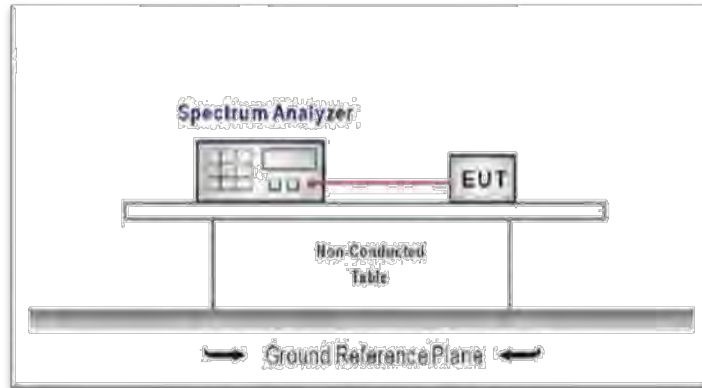 Spectrum Analyzer
EUT
Non-Conducted
Table
Ground Reference Plane